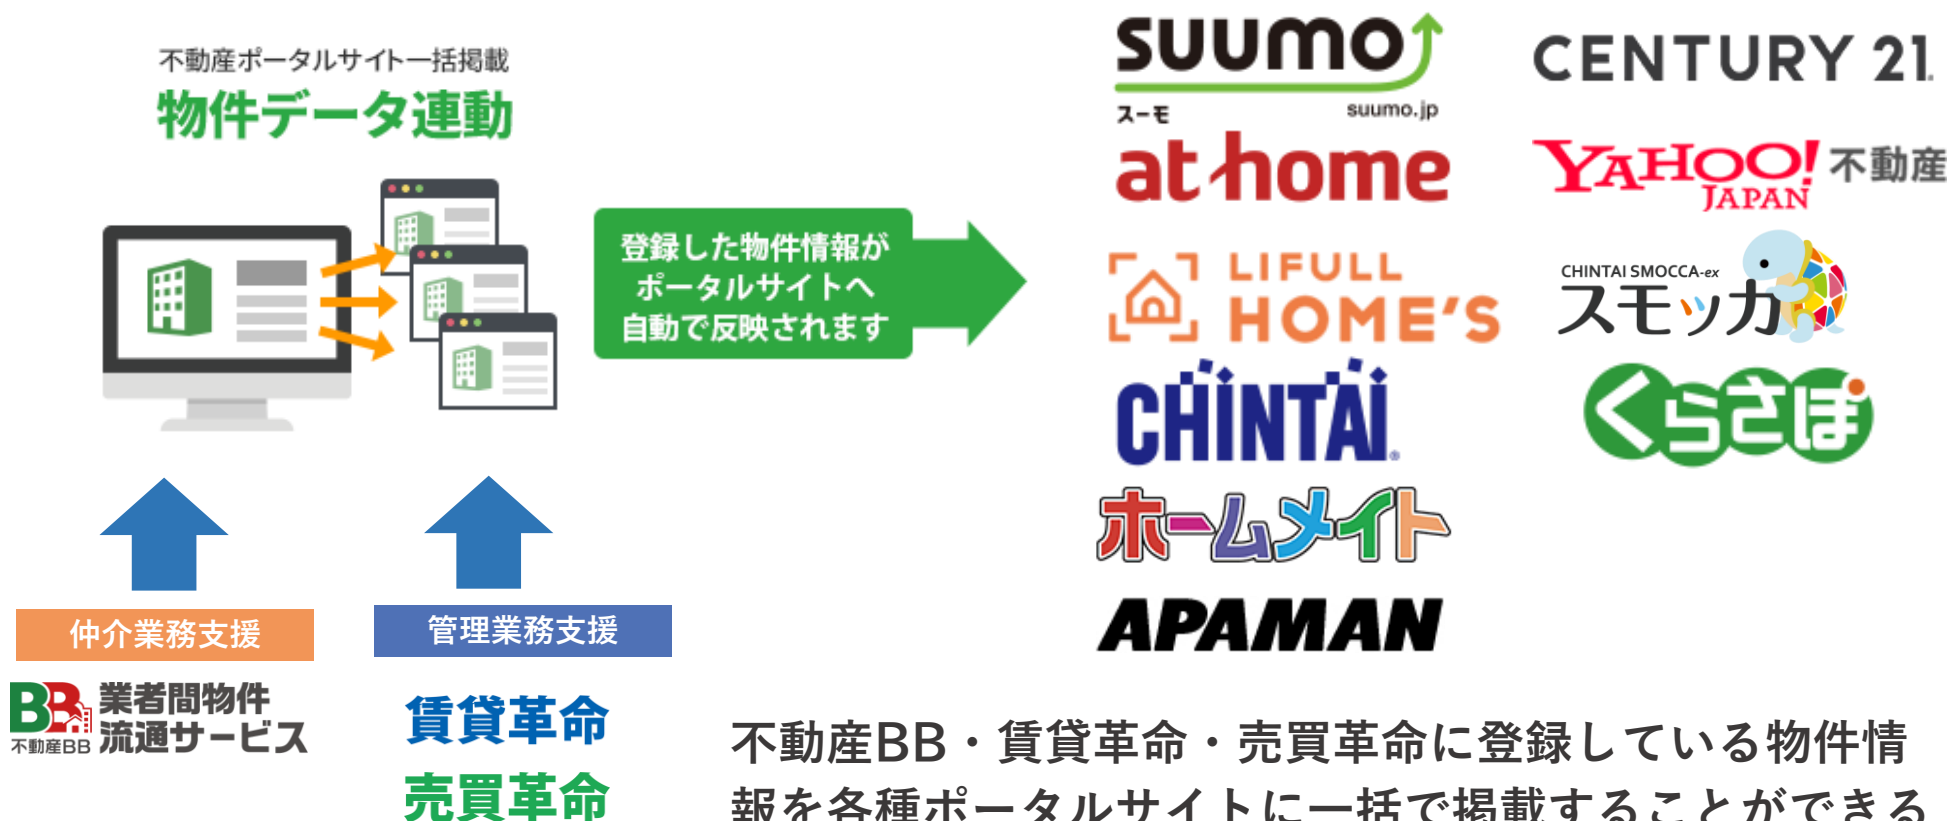 不動産ポータルサイト一括掲載
物件データ連動
登録した物件情報が
ポータルサイトへ
自動で反映されます
suumo
スーモ
suumo.jp
CENTURY 21.
at home
YAHOO! 不動産
JAPAN
LIFULL
HOME'S
CHINTAI SMOCCA-ex
スモッカ
CHINTAI®
くらさぽ
ホームメイト
APAMAN
仲介業務支援
BB
不動産BB
業者間物件
流通サービス
管理業務支援
賃貸革命
売買革命
不動産BB・賃貸革命・売買革命に登録している物件情
報を各種ポータルサイトに一括で掲載することができる